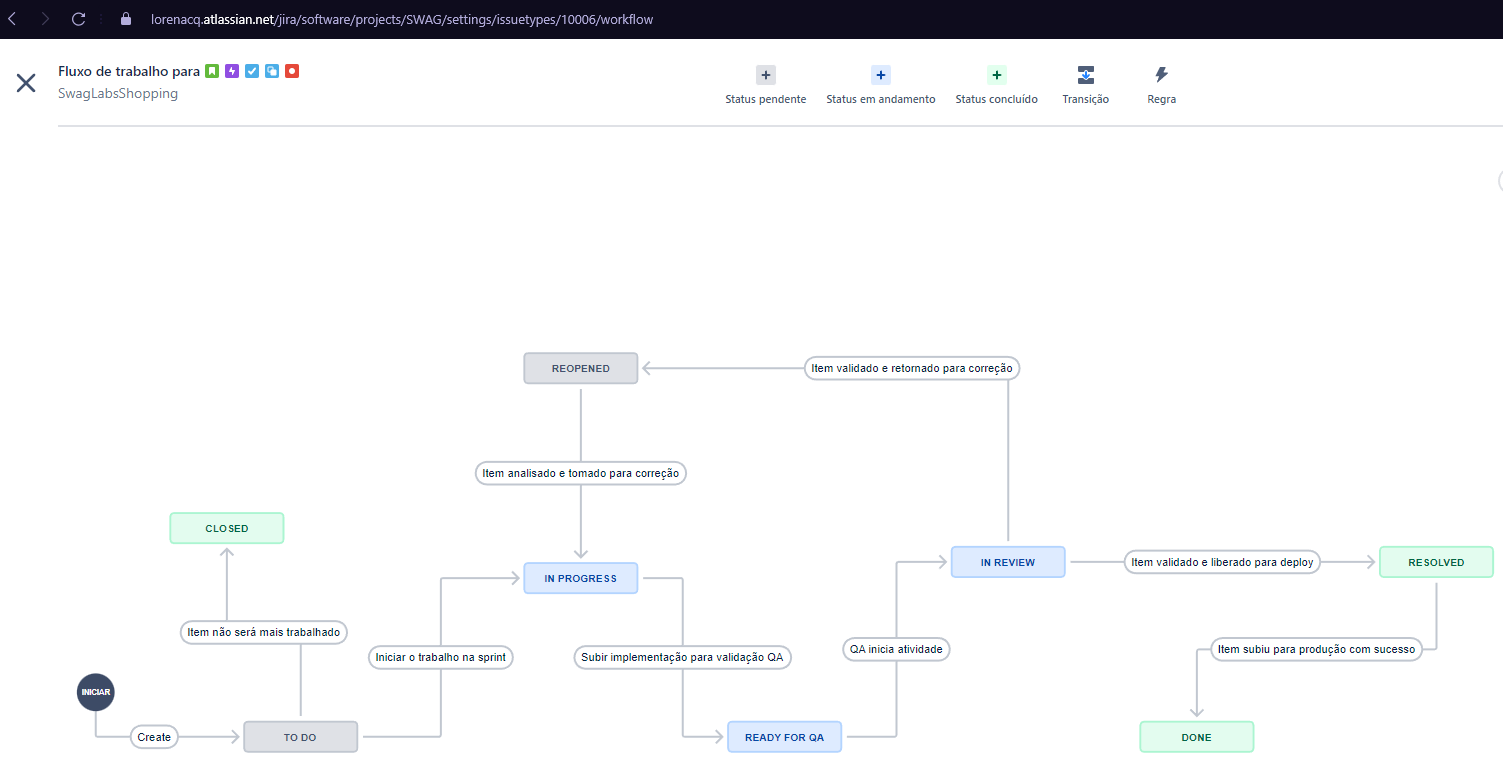 lorenacq.atlassian.net/jira/software/projects/SWAG/settings/issuetypes/10006/workflow
Fluxo de trabalho para
SwagLabsShopping
Status pendente
Status em andamento
Status concluído
Transição
Regra
REOPENED
Item validado e retornado para correção
Item analisado e tomado para correção
CLOSED
IN PROGRESS
IN REVIEW
Item validado e liberado para deploy
RESOLVED
Item não será mais trabalhado
Iniciar o trabalho na sprint
Subir implementação para validação QA
QA inicia atividade
Item subiu para produção com sucesso
INICIAR
Create
TO DO
READY FOR QA
DONE